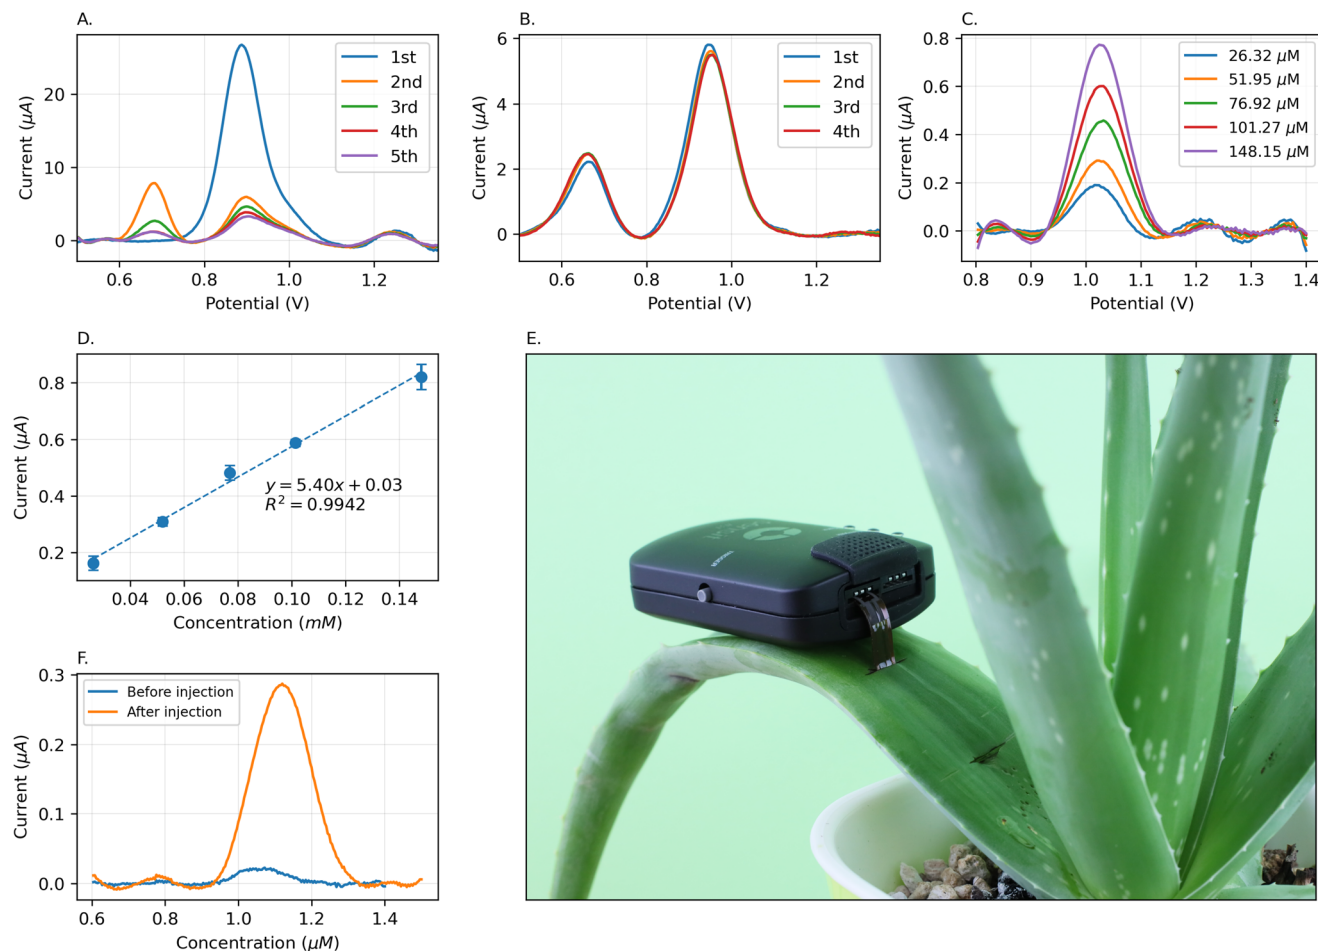 A.
Current (μA)
20
10
0
0.6 0.8 1.0 1.2
Potential (V)
1st
2nd
3rd
4th
5th
B.
Current (μA)
6
4
2
0
0.6 0.8 1.0 1.2
Potential (V)
1st
2nd
3rd
4th
C.
Current (μA)
0.8
0.6
0.4
0.2
0.0
0.8 0.9 1.0 1.1 1.2 1.3 1.4
Potential (V)
26.32 μM
51.95 μM
76.92 μM
101.27 μM
148.15 μM
D.
Current (μA)
0.8
0.6
0.4
0.2
0.04 0.06 0.08 0.10 0.12 0.14
Concentration (mM)
y = 5.40x + 0.03
R² = 0.9942
E.
F.
Current (μA)
0.3
0.2
0.1
0.0
0.6 0.8 1.0 1.2 1.4
Concentration (μM)
Before injection
After injection